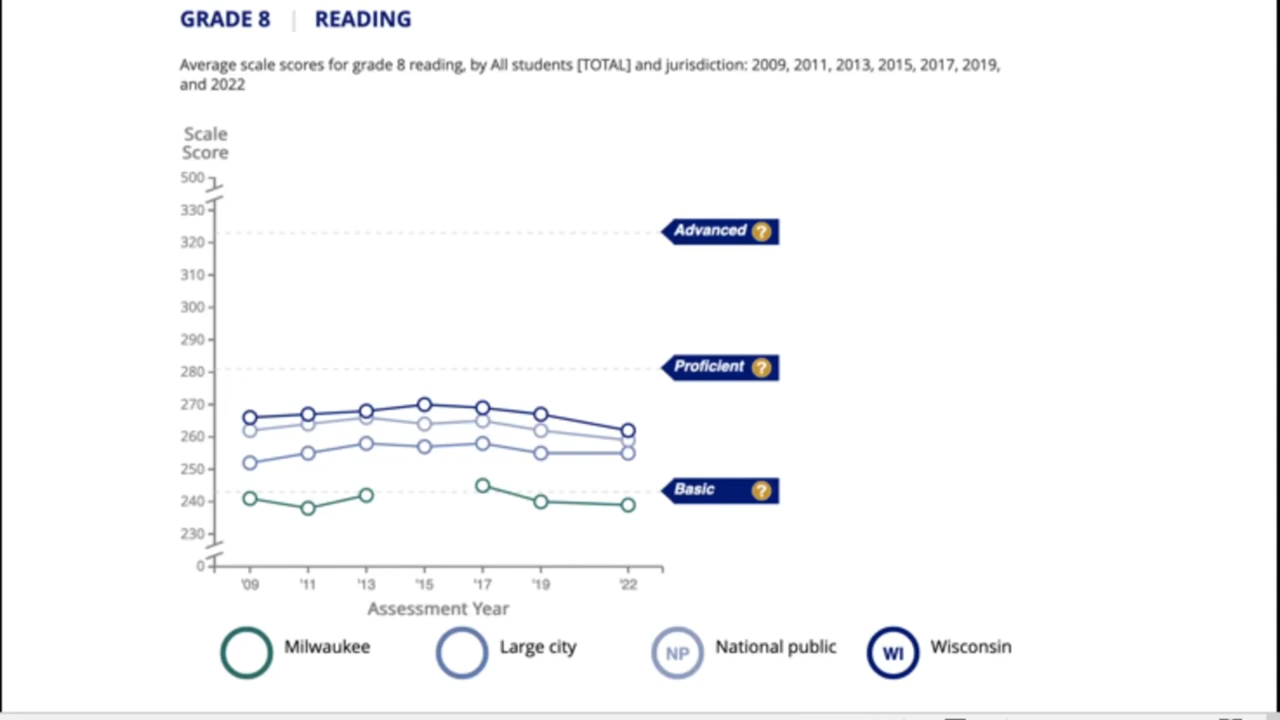 GRADE 8 | READING
Average scale scores for grade 8 reading, by All students [TOTAL] and jurisdiction: 2009, 2011, 2013, 2015, 2017, 2019,
and 2022
Scale
Score
500
330
Advanced ?
320
310
300
290
Proficient ?
280
270
260
250
Basic ?
240
230
0
'09 '11 '13 '15 '17 '19 '22
Assessment Year
Milwaukee Large city NP National public WI Wisconsin